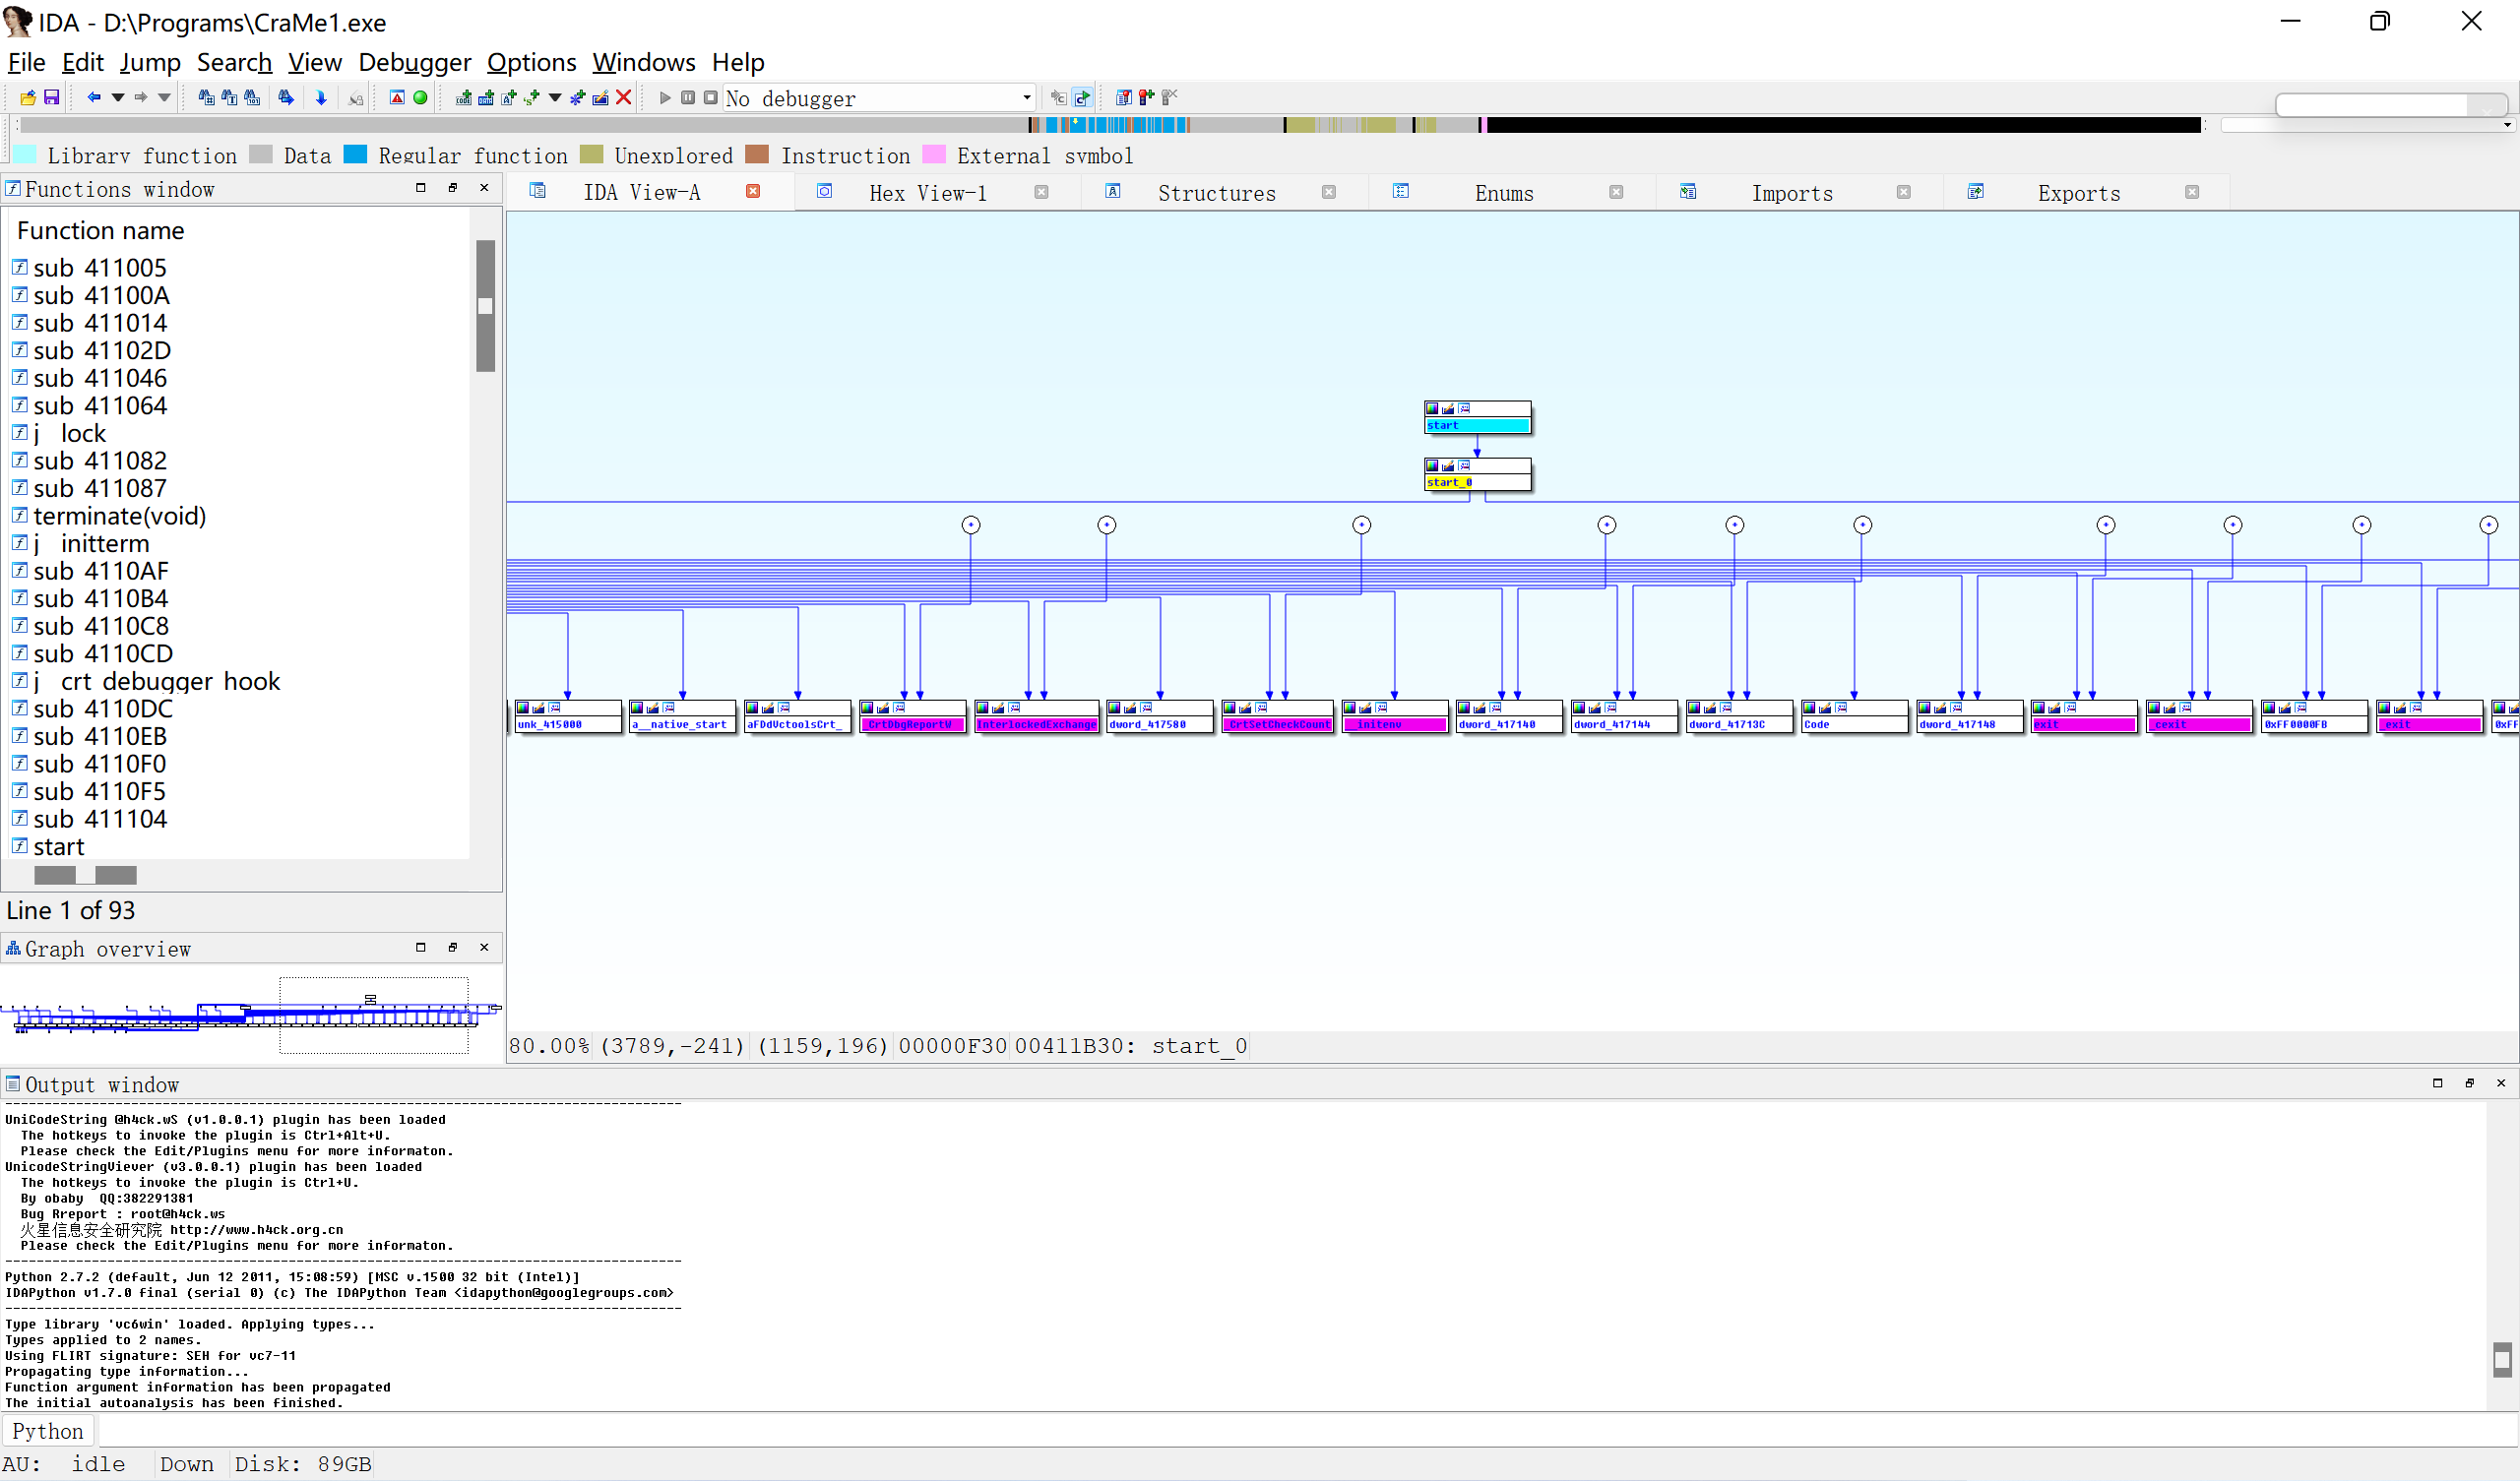 IDA - D:\Programs\CraMe1.exe
File Edit Jump Search View Debugger Options Windows Help
No debugger
Library function Data Regular function Unexplored Instruction External symbol
Functions window
IDA View-A Hex View-1 Structures Enums Imports Exports
Function name
sub 411005
sub 41100A
sub 411014
sub 41102D
sub 411046
sub 411064
j lock
sub 411082
sub 411087
terminate(void)
j initterm
sub 4110AF
sub 4110B4
sub 4110C8
sub 4110CD
j crt debugger hook
sub 4110DC
sub 4110EB
sub 4110F0
sub 4110F5
sub 411104
start
Line 1 of 93
Graph overview
start
start_0
unk_415000 a__native_start aFDdVctoolsCrt_ _CrtDbgReportW InterlockedExchange dword_417580 _CrtSetCheckCount __initenv dword_417140 dword_417144 dword_41713C Code dword_417148 exit _cexit 0xFF0000FB _exit 0xFF
80.00% (3789,-241) (1159,196) 00000F30 00411B30: start_0
Output window
UniCodeString @h4ck.wS (v1.0.0.1) plugin has been loaded
The hotkeys to invoke the plugin is Ctrl+Alt+U.
Please check the Edit/Plugins menu for more informaton.
UnicodeStringViever (v3.0.0.1) plugin has been loaded
The hotkeys to invoke the plugin is Ctrl+U.
By obaby QQ:382291381
Bug Rreport : root@h4ck.ws
火星信息安全研究院 http://www.h4ck.org.cn
Please check the Edit/Plugins menu for more informaton.
Python 2.7.2 (default, Jun 12 2011, 15:08:59) [MSC v.1500 32 bit (Intel)]
IDAPython v1.7.0 final (serial 0) (c) The IDAPython Team <idapython@googlegroups.com>
Type library 'vc6win' loaded. Applying types...
Types applied to 2 names.
Using FLIRT signature: SEH for vc7-11
Propagating type information...
Function argument information has been propagated
The initial autoanalysis has been finished.
Python
AU: idle Down Disk: 89GB